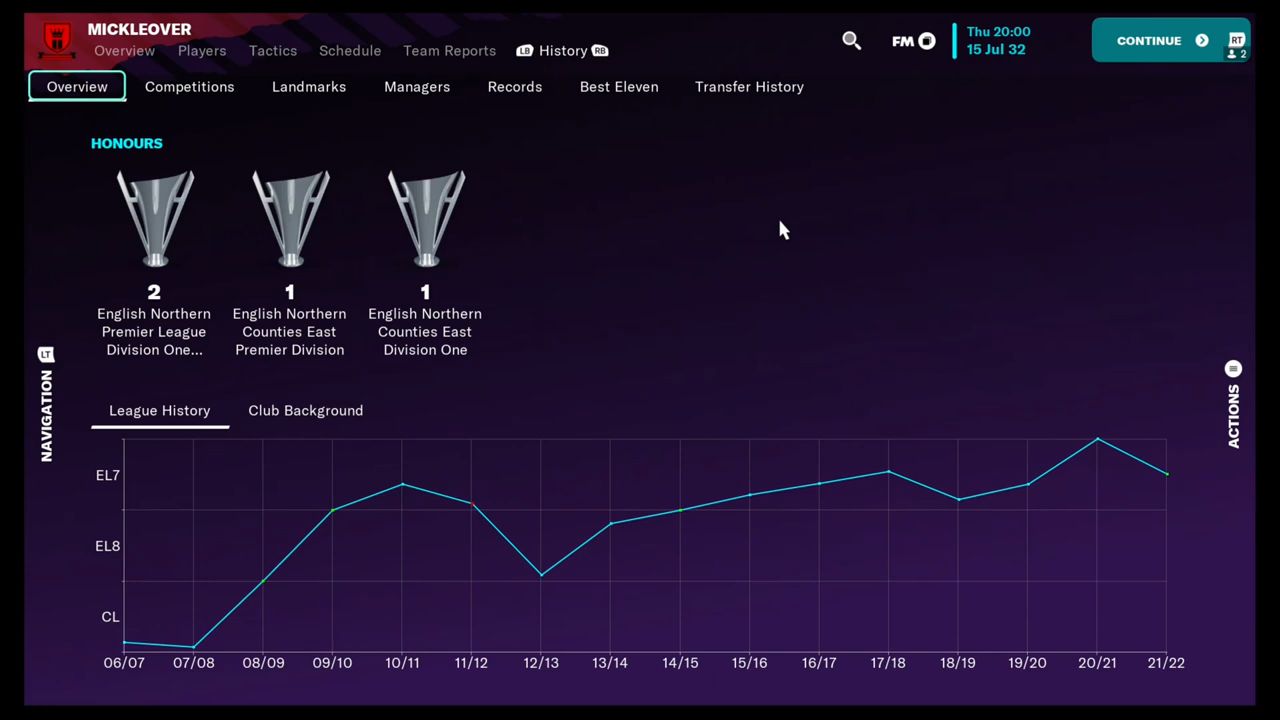 MICKLEOVER
Overview Players Tactics Schedule Team Reports LB History RB
FM
Thu 20:00
15 Jul 32
CONTINUE
RT
2
Overview Competitions Landmarks Managers Records Best Eleven Transfer History
HONOURS
2
English Northern
Premier League
Division One...
1
English Northern
Counties East
Premier Division
1
English Northern
Counties East
Division One
LT
NAVIGATION
ACTIONS
League History Club Background
EL7
EL8
CL
06/07 07/08 08/09 09/10 10/11 11/12 12/13 13/14 14/15 15/16 16/17 17/18 18/19 19/20 20/21 21/22